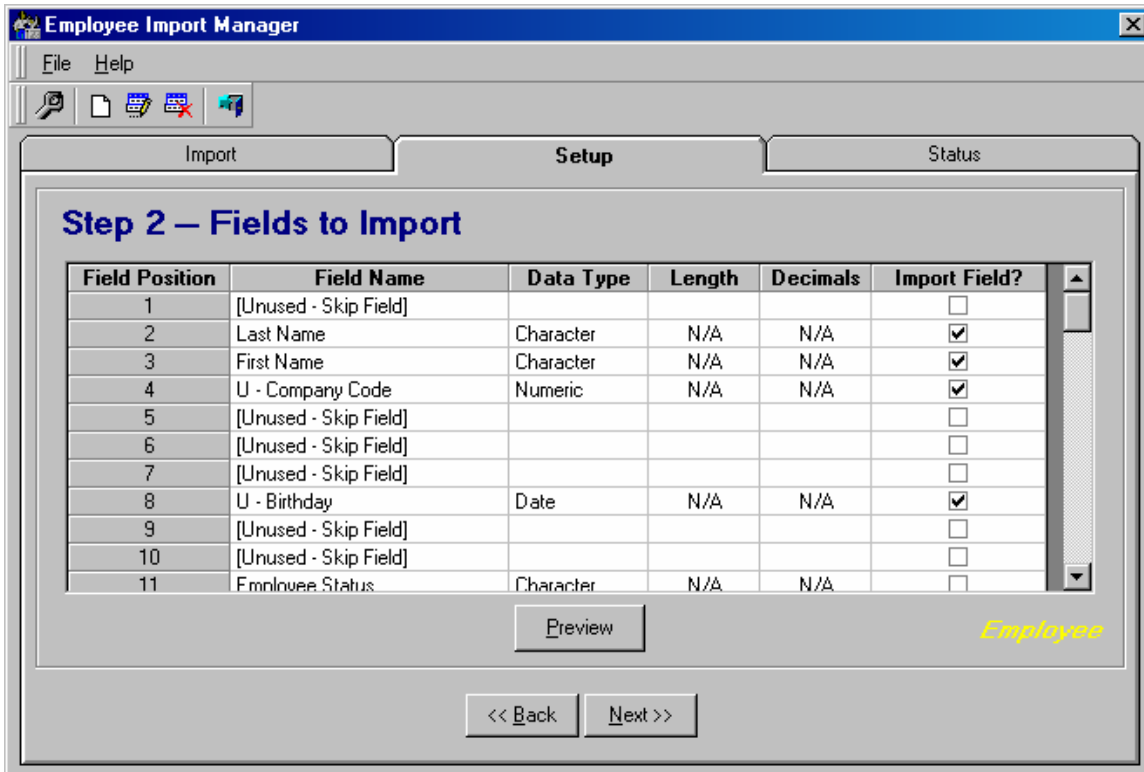 Employee Import Manager
File Help
Import Setup Status
Step 2 — Fields to Import
Field Position Field Name Data Type Length Decimals Import Field?
1 [Unused - Skip Field]
2 Last Name Character N/A N/A
3 First Name Character N/A N/A
4 U - Company Code Numeric N/A N/A
5 [Unused - Skip Field]
6 [Unused - Skip Field]
7 [Unused - Skip Field]
8 U - Birthday Date N/A N/A
9 [Unused - Skip Field]
10 [Unused - Skip Field]
11 Employee Status Character N/A N/A
Preview
Employee
<< Back Next >>